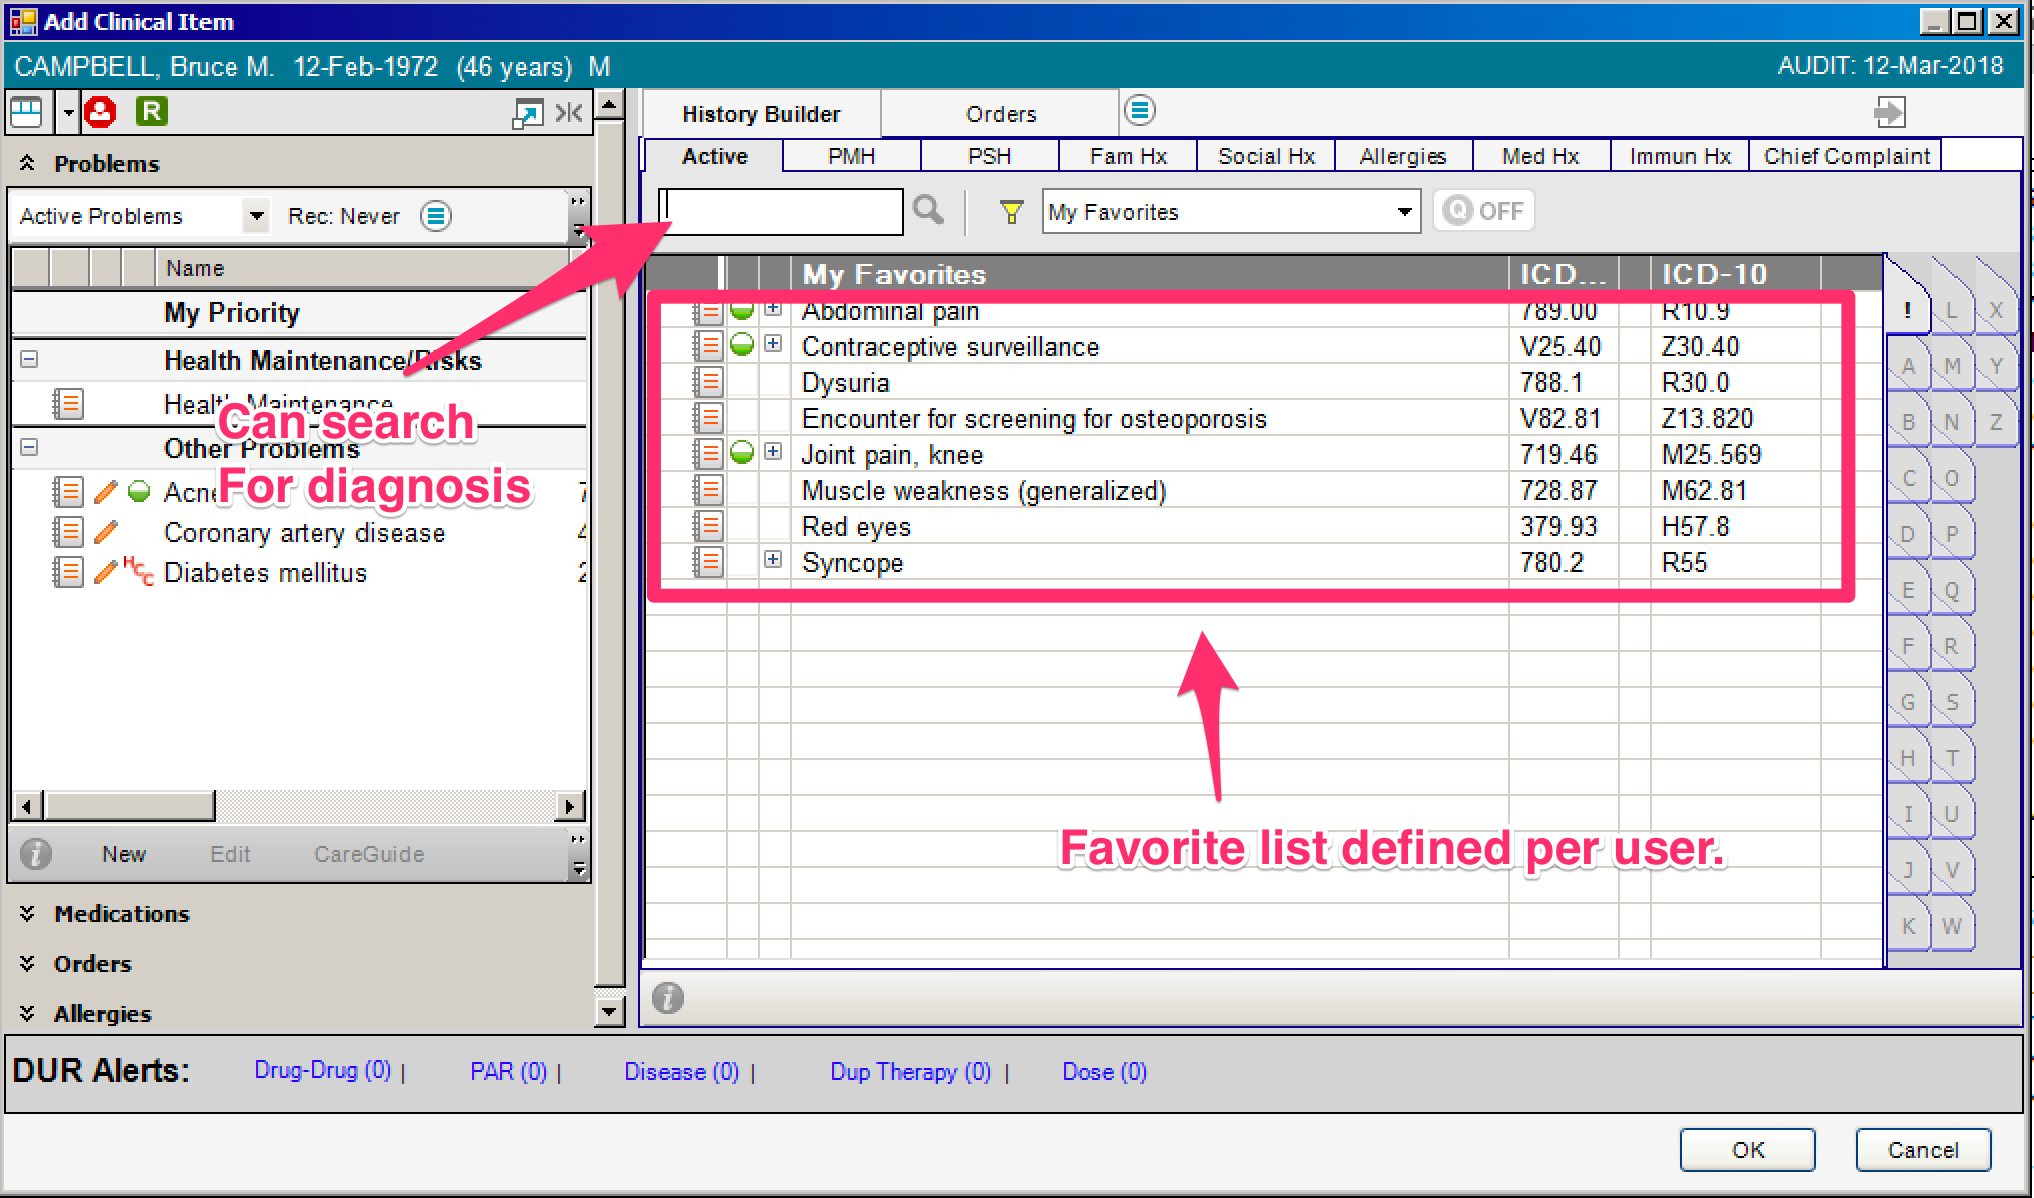 Add Clinical Item
CAMPBELL, Bruce M. 12-Feb-1972 (46 years) M
AUDIT: 12-Mar-2018
R
Problems
Active Problems
Rec: Never
Name
My Priority
Health Maintenance/Risks
Health Maintenance
Other Problems
Acne 7
Coronary artery disease 4
HCC Diabetes mellitus 2
Can search
For diagnosis
New Edit CareGuide
Medications
Orders
Allergies
History Builder Orders
Active PMH PSH Fam Hx Social Hx Allergies Med Hx Immun Hx Chief Complaint
My Favorites
Q OFF
My Favorites ICD... ICD-10
Abdominal pain 789.00 R10.9
Contraceptive surveillance V25.40 Z30.40
Dysuria 788.1 R30.0
Encounter for screening for osteoporosis V82.81 Z13.820
Joint pain, knee 719.46 M25.569
Muscle weakness (generalized) 728.87 M62.81
Red eyes 379.93 H57.8
Syncope 780.2 R55
Favorite list defined per user.
! L X
A M Y
B N Z
C O
D P
E Q
F R
G S
H T
I U
J V
K W
DUR Alerts: Drug-Drug (0) | PAR (0) | Disease (0) | Dup Therapy (0) | Dose (0)
OK Cancel